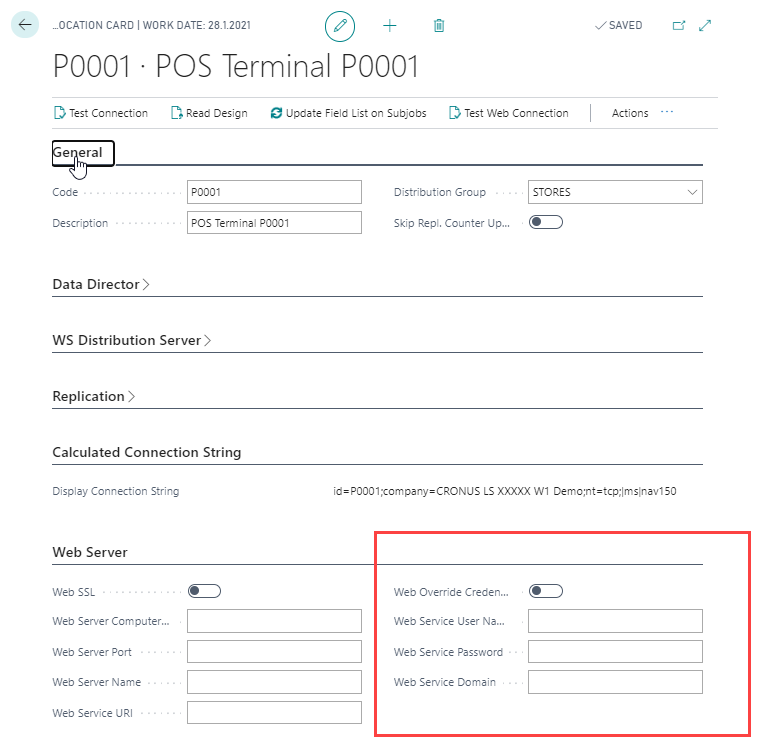 ...OCATION CARD | WORK DATE: 28.1.2021
SAVED
P0001 · POS Terminal P0001
Test Connection Read Design Update Field List on Subjobs Test Web Connection Actions ...
General
Code P0001 Distribution Group STORES
Description POS Terminal P0001 Skip Repl. Counter Up...
Data Director
WS Distribution Server
Replication
Calculated Connection String
Display Connection String id=P0001;company=CRONUS LS XXXXX W1 Demo;nt=tcp;|ms|nav150
Web Server
Web SSL Web Override Creden...
Web Server Computer... Web Service User Na...
Web Server Port Web Service Password
Web Server Name Web Service Domain
Web Service URI